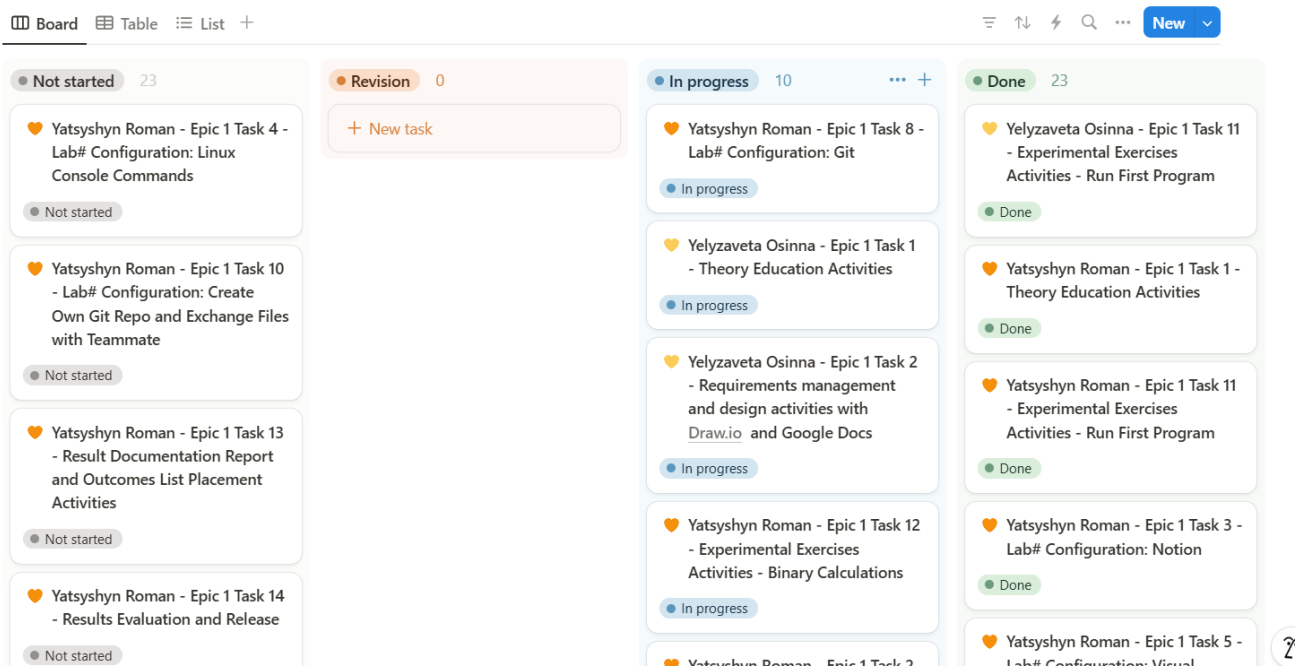 Board Table List
New
Not started 23
Yatsyshyn Roman - Epic 1 Task 4 -
Lab# Configuration: Linux
Console Commands
Not started
Yatsyshyn Roman - Epic 1 Task 10
- Lab# Configuration: Create
Own Git Repo and Exchange Files
with Teammate
Not started
Yatsyshyn Roman - Epic 1 Task 13
- Result Documentation Report
and Outcomes List Placement
Activities
Not started
Yatsyshyn Roman - Epic 1 Task 14
- Results Evaluation and Release
Not started
Revision 0
New task
In progress 10
Yatsyshyn Roman - Epic 1 Task 8 -
Lab# Configuration: Git
In progress
Yelyzaveta Osinna - Epic 1 Task 1
- Theory Education Activities
In progress
Yelyzaveta Osinna - Epic 1 Task 2
- Requirements management
and design activities with
Draw.io and Google Docs
In progress
Yatsyshyn Roman - Epic 1 Task 12
- Experimental Exercises
Activities - Binary Calculations
In progress
Yatsyshyn Roman - Epic 1 Task 2
Done 23
Yelyzaveta Osinna - Epic 1 Task 11
- Experimental Exercises
Activities - Run First Program
Done
Yatsyshyn Roman - Epic 1 Task 1 -
Theory Education Activities
Done
Yatsyshyn Roman - Epic 1 Task 11
- Experimental Exercises
Activities - Run First Program
Done
Yatsyshyn Roman - Epic 1 Task 3 -
Lab# Configuration: Notion
Done
Yatsyshyn Roman - Epic 1 Task 5 -
Lab# Configuration: Visual